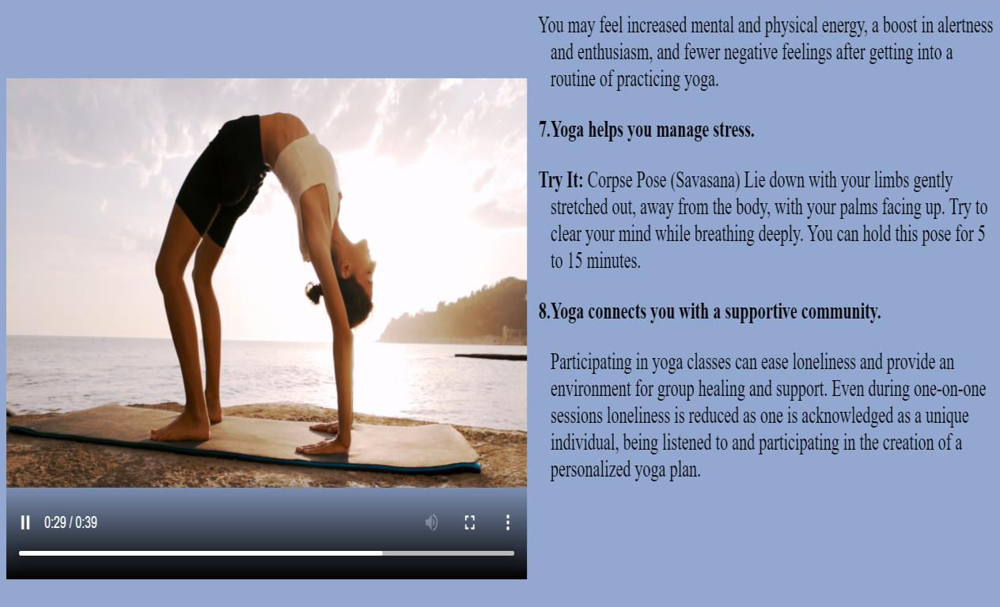 You may feel increased mental and physical energy, a boost in alertness
and enthusiasm, and fewer negative feelings after getting into a
routine of practicing yoga.
7.Yoga helps you manage stress.
Try It: Corpse Pose (Savasana) Lie down with your limbs gently
stretched out, away from the body, with your palms facing up. Try to
clear your mind while breathing deeply. You can hold this pose for 5
to 15 minutes.
8.Yoga connects you with a supportive community.
Participating in yoga classes can ease loneliness and provide an
environment for group healing and support. Even during one-on-one
sessions loneliness is reduced as one is acknowledged as a unique
individual, being listened to and participating in the creation of a
personalized yoga plan.
0:29 / 0:39